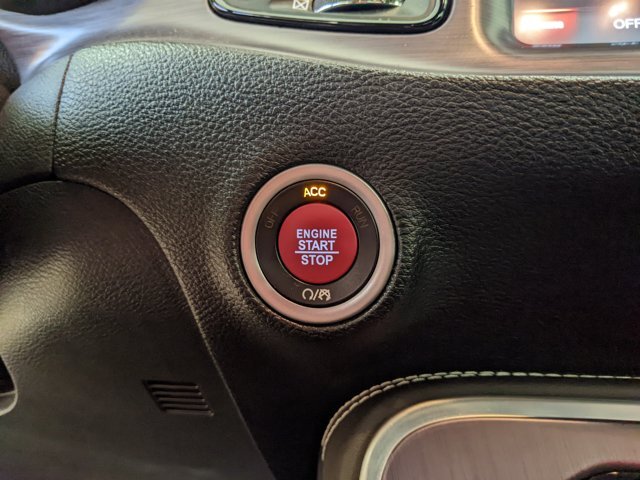 OFF
ACC
OFF
RUN
ENGINE
START
STOP